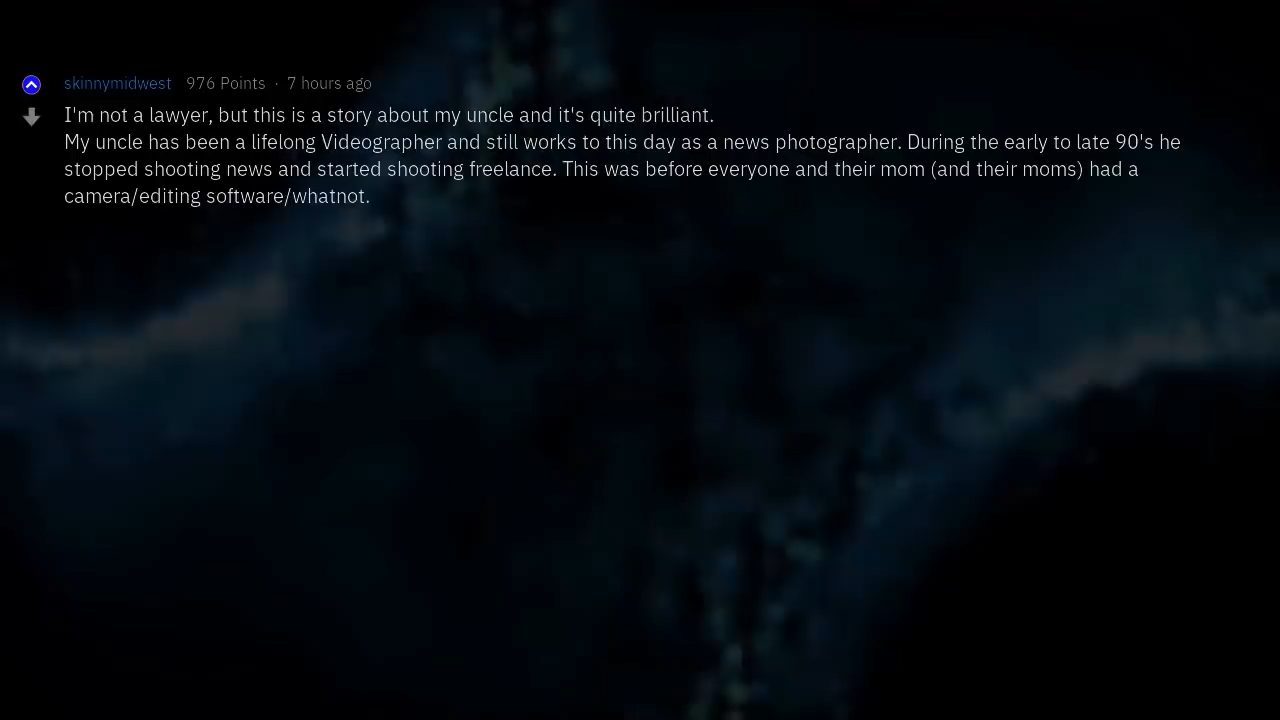 skinnymidwest 976 Points · 7 hours ago
I'm not a lawyer, but this is a story about my uncle and it's quite brilliant.
My uncle has been a lifelong Videographer and still works to this day as a news photographer. During the early to late 90's he
stopped shooting news and started shooting freelance. This was before everyone and their mom (and their moms) had a
camera/editing software/whatnot.